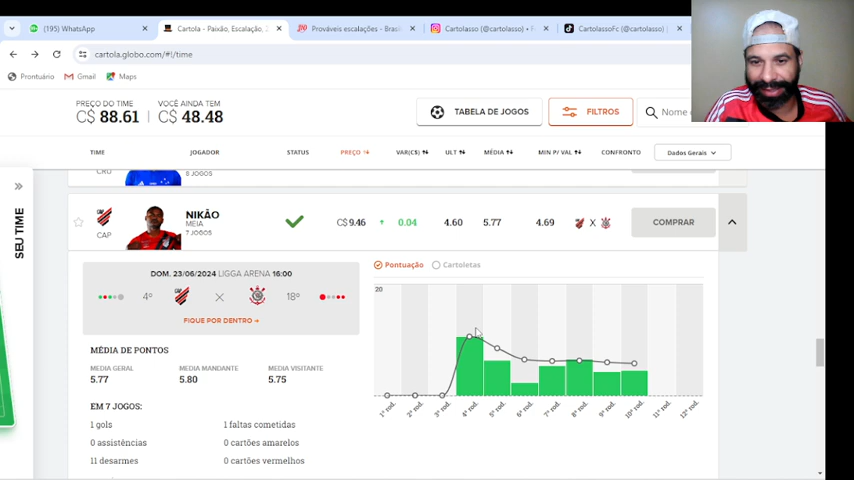 (195) WhatsApp
Cartola - Paixão, Escalação, 2
Prováveis escalações - Brasil
Cartolasso (@cartolasso) •
CartolassoFc (@cartolasso) |
cartola.globo.com/#!/time
Prontuário
Gmail
Maps
PREÇO DO TIME
C$ 88.61
VOCÊ AINDA TEM
C$ 48.48
TABELA DE JOGOS
FILTROS
Nome
TIME
JOGADOR
STATUS
PREÇO
VAR(C$)
ULT
MÉDIA
MIN P/ VAL
CONFRONTO
Dados Gerais
CRU
8 JOGOS
SEU TIME
CAP
NIKÃO
MEIA
7 JOGOS
C$ 9.46
0.04
4.60
5.77
4.69
X
COMPRAR
DOM. 23/06/2024 LIGGA ARENA 16:00
4º
18º
FIQUE POR DENTRO
MÉDIA DE PONTOS
MEDIA GERAL
5.77
MEDIA MANDANTE
5.80
MEDIA VISITANTE
5.75
EM 7 JOGOS:
1 gols
1 faltas cometidas
0 assistências
0 cartões amarelos
11 desarmes
0 cartões vermelhos
Pontuação
Cartoletas
20
1ª rod.
2ª rod.
3ª rod.
4ª rod.
5ª rod.
6ª rod.
7ª rod.
8ª rod.
9ª rod.
10ª rod.
11ª rod.
12ª rod.